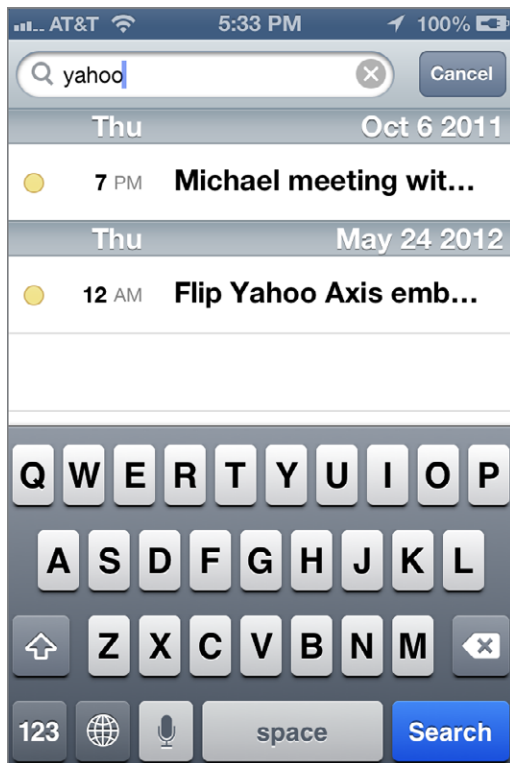 AT&T 5:33 PM 100%
yahoo Cancel
Thu Oct 6 2011
7 PM Michael meeting wit...
Thu May 24 2012
12 AM Flip Yahoo Axis emb...
Q W E R T Y U I O P
A S D F G H J K L
Z X C V B N M
123 space Search